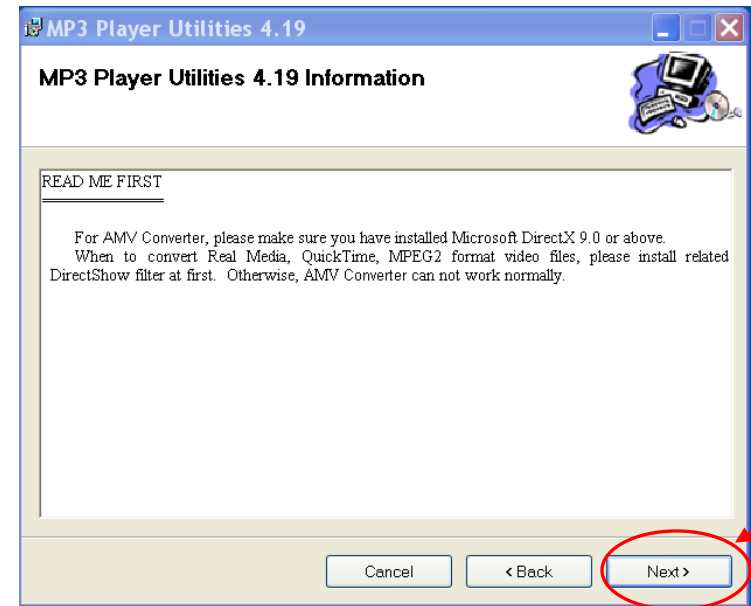 MP3 Player Utilities 4.19
MP3 Player Utilities 4.19 Information
READ ME FIRST
For AMV Converter, please make sure you have installed Microsoft DirectX 9.0 or above.
When to convert Real Media, QuickTime, MPEG2 format video files, please install related
DirectShow filter at first. Otherwise, AMV Converter can not work normally.
Cancel
< Back
Next >